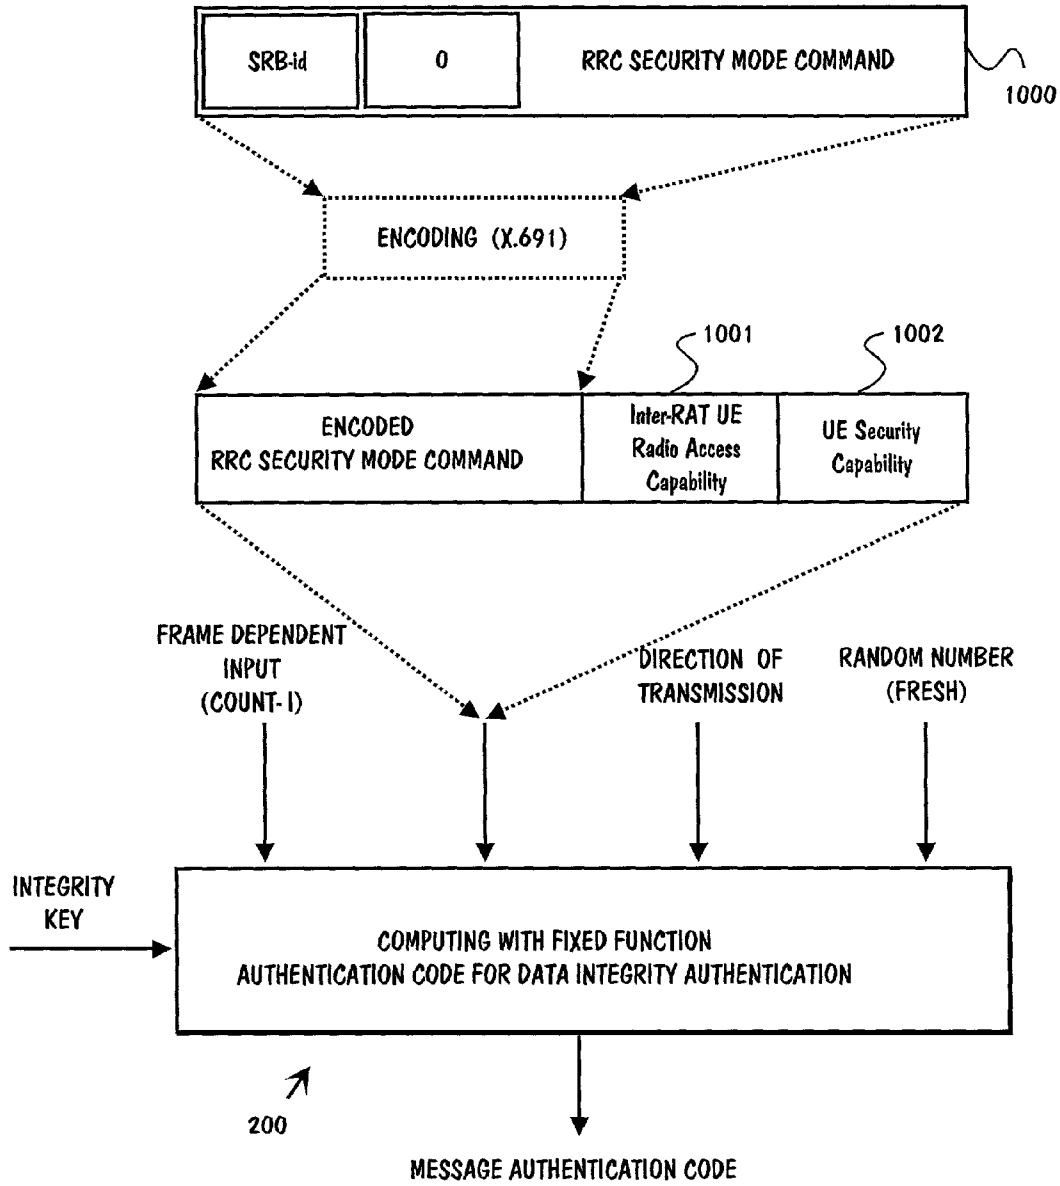 SRB-id
0
RRC SECURITY MODE COMMAND
1000
ENCODING (X.691)
1001
1002
ENCODED
RRC SECURITY MODE COMMAND
Inter-RAT UE
Radio Access
Capability
UE Security
Capability
FRAME DEPENDENT
INPUT
(COUNT-I)
DIRECTION OF
TRANSMISSION
RANDOM NUMBER
(FRESH)
INTEGRITY
KEY
COMPUTING WITH FIXED FUNCTION
AUTHENTICATION CODE FOR DATA INTEGRITY AUTHENTICATION
200
MESSAGE AUTHENTICATION CODE